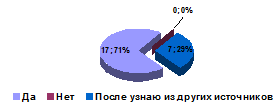 0; 0%
17; 71%
7; 29%
Да Нет После узнаю из других источников